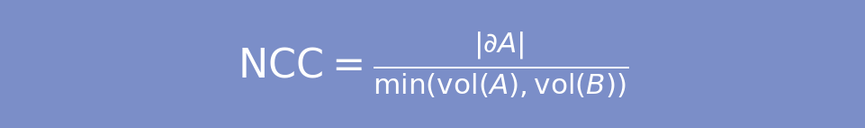 NCC = |∂A| / min(vol(A), vol(B))